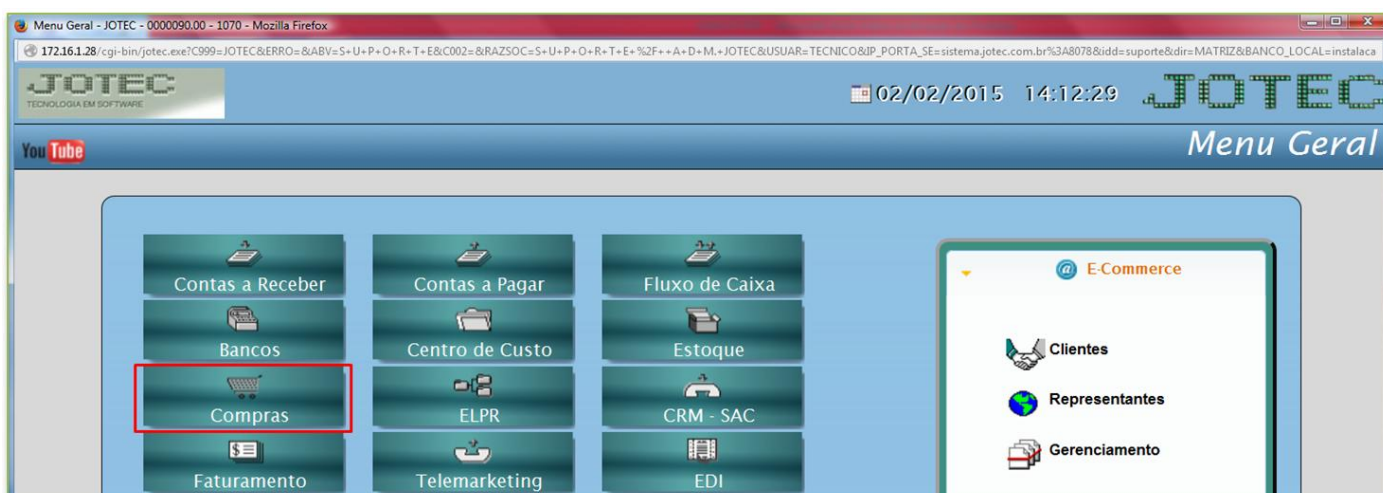 Menu Geral - JOTEC - 0000090.00 - 1070 - Mozilla Firefox
172.16.1.28/cgi-bin/jotec.exe?C999=JOTEC&ERRO=&ABV=S+U+P+O+R+T+E&C002=&RAZSOC=S+U+P+O+R+T+E+%2F++A+D+M.+JOTEC&USUAR=TECNICO&IP_PORTA_SE=sistema.jotec.com.br%3A8078&idd=suporte&dir=MATRIZ&BANCO_LOCAL=instalaca
JOTEC
TECNOLOGIA EM SOFTWARE
02/02/2015 14:12:29 JOTEC
You Tube
Menu Geral
Contas a Receber Contas a Pagar Fluxo de Caixa
Bancos Centro de Custo Estoque
Compras ELPR CRM - SAC
Faturamento Telemarketing EDI
@ E-Commerce
Clientes
Representantes
Gerenciamento